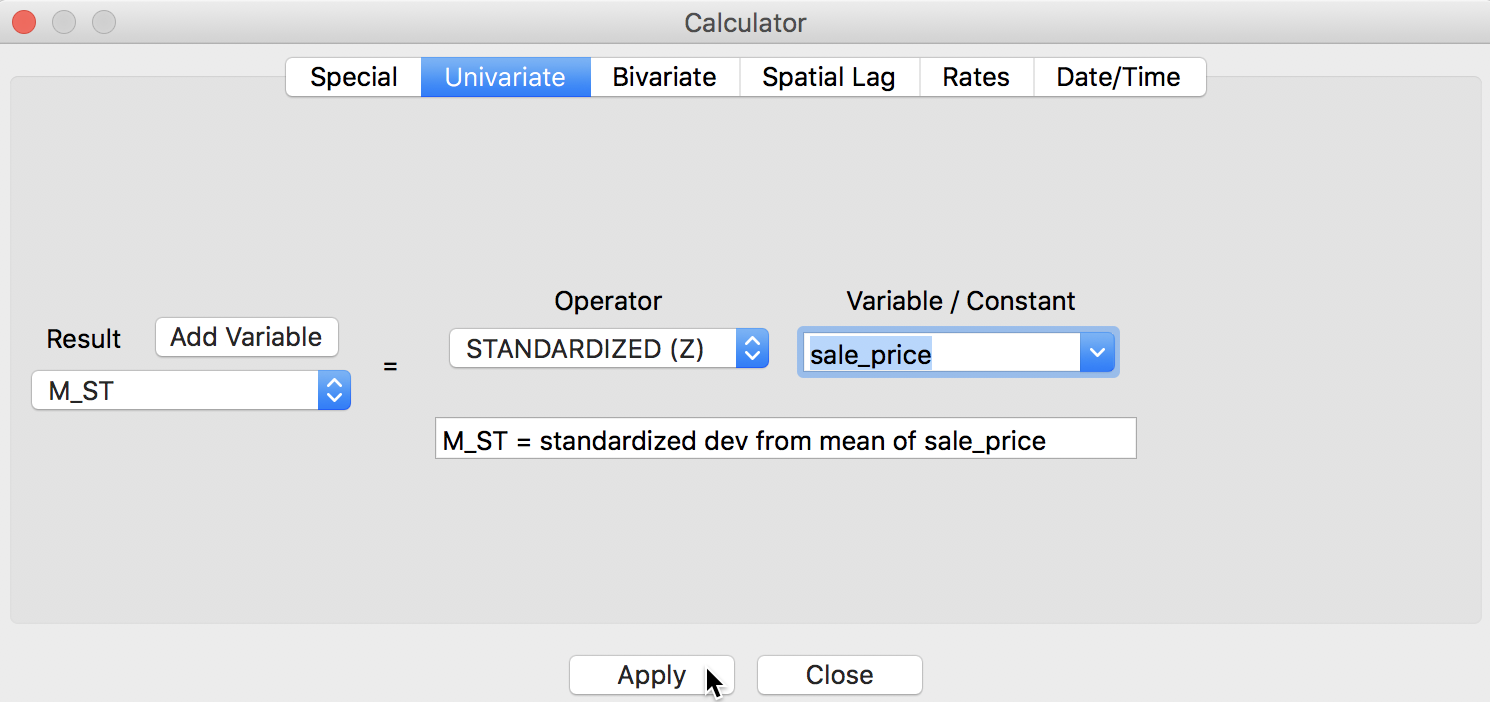 Calculator
Special Univariate Bivariate Spatial Lag Rates Date/Time
Operator Variable / Constant
Result Add Variable
STANDARDIZED (Z) sale_price
=
M_ST
M_ST = standardized dev from mean of sale_price
Apply Close